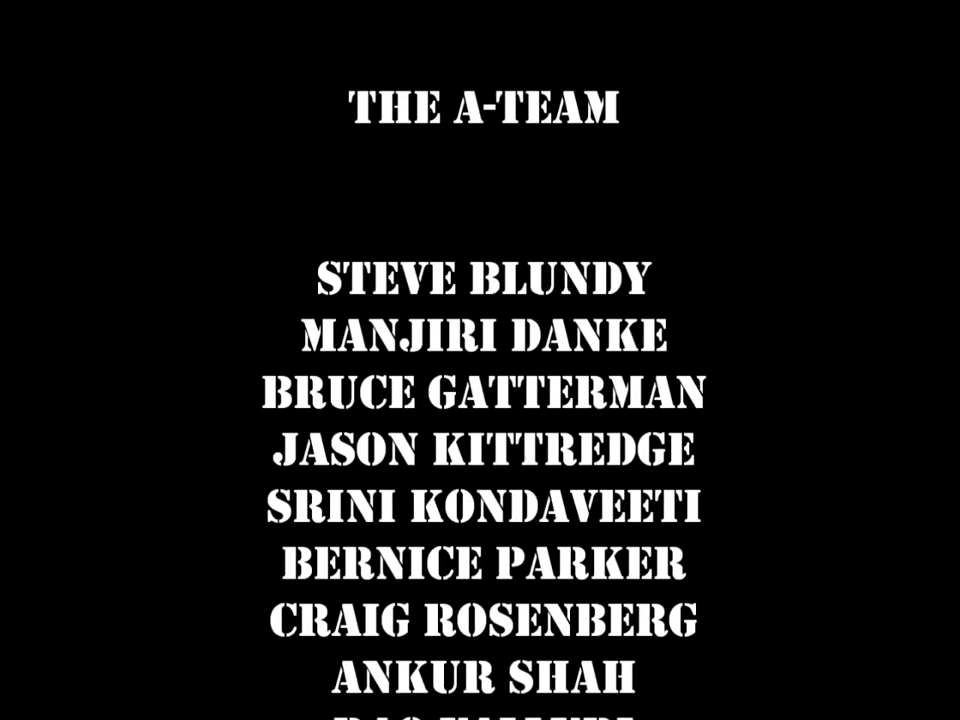 THE A-TEAM
STEVE BLUNDY
MANJIRI DANKE
BRUCE GATTERMAN
JASON KITTREDGE
SRINI KONDAVEETI
BERNICE PARKER
CRAIG ROSENBERG
ANKUR SHAH